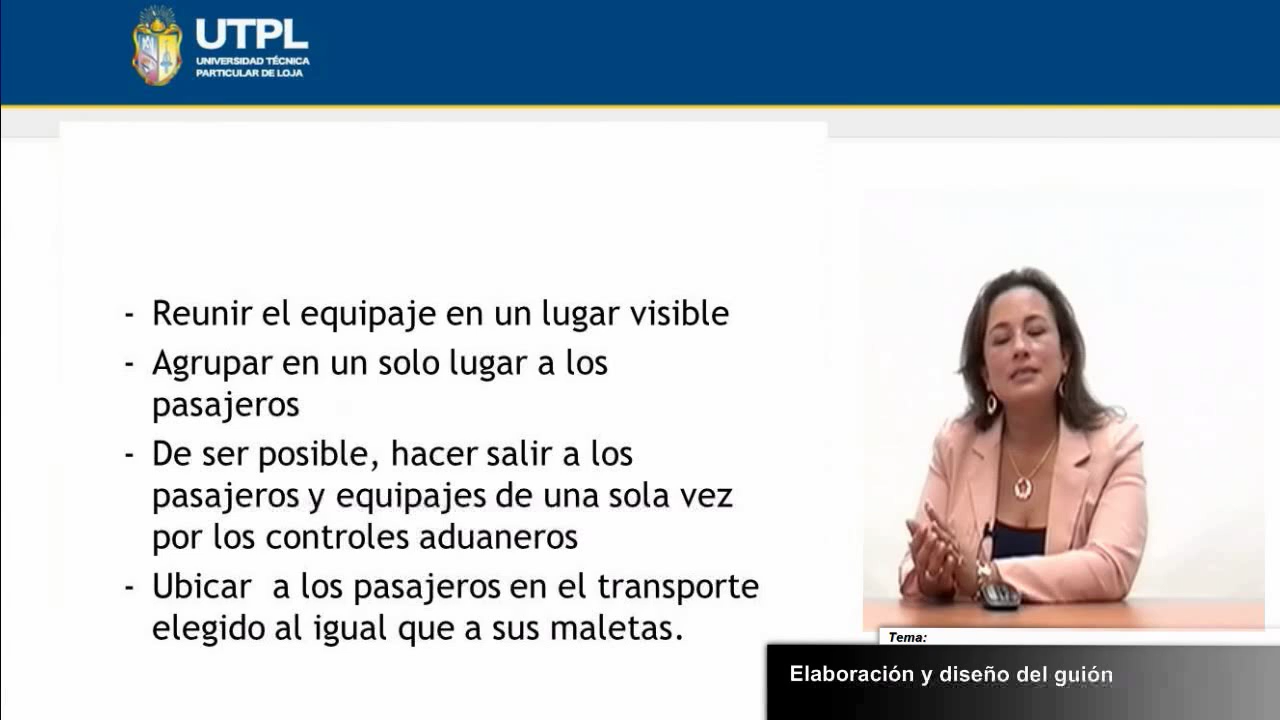 UTPL
UNIVERSIDAD TÉCNICA
PARTICULAR DE LOJA
- Reunir el equipaje en un lugar visible
- Agrupar en un solo lugar a los
pasajeros
- De ser posible, hacer salir a los
pasajeros y equipajes de una sola vez
por los controles aduaneros
- Ubicar a los pasajeros en el transporte
elegido al igual que a sus maletas.
Tema:
Elaboración y diseño del guión